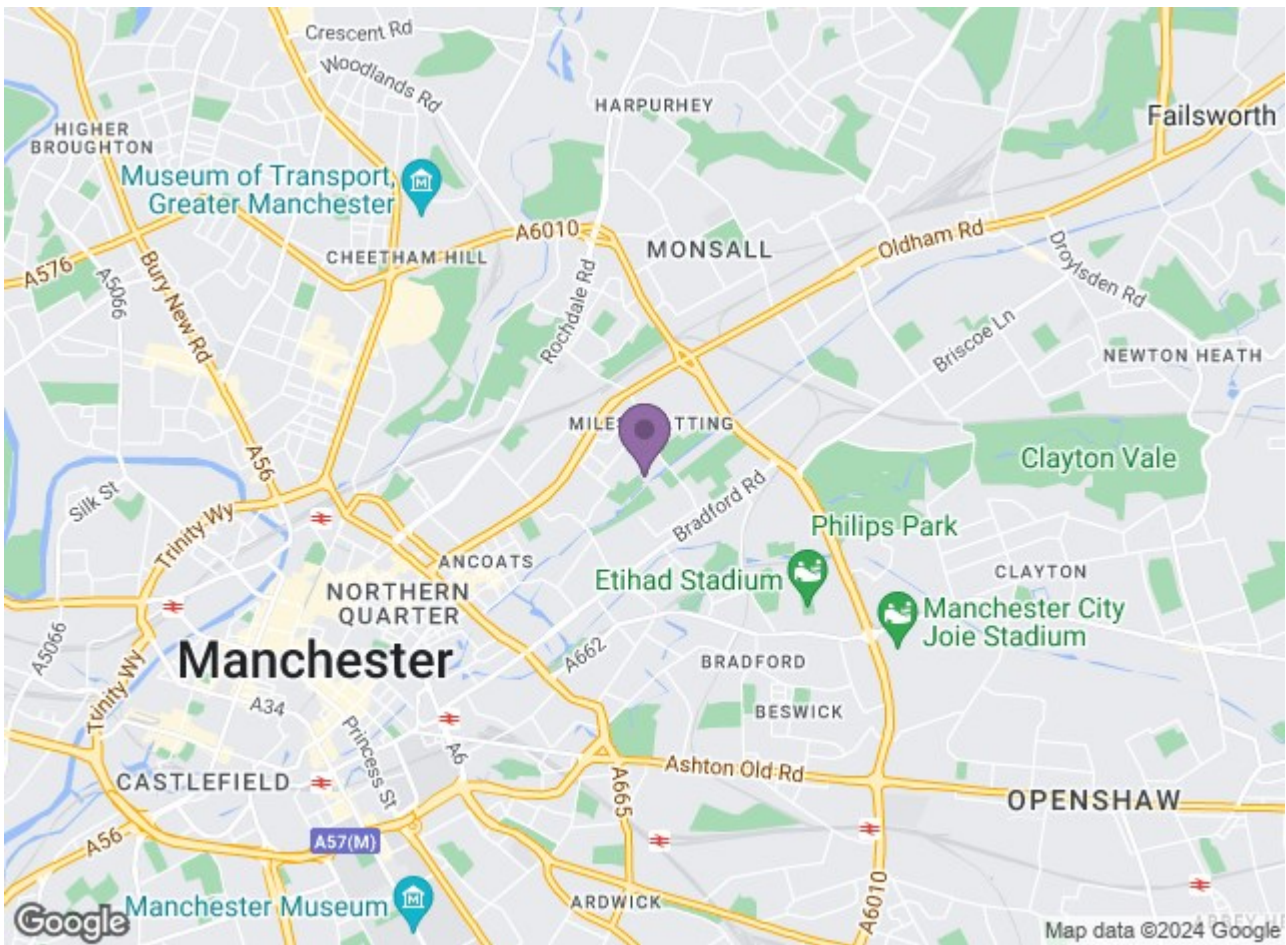 Crescent Rd
Woodlands Rd
HARPURHEY
Failsworth
HIGHER
BROUGHTON
Museum of Transport,
Greater Manchester
A6010
MONSALL
Oldham Rd
CHEETHAM HILL
A576
A5066
Bury New Rd
Rochdale Rd
Droylsden Rd
Briscoe Ln
NEWTON HEATH
A56
Clayton Vale
Silk St
Trinity Wy
Bradford Rd
Philips Park
ANCOATS
Etihad Stadium
CLAYTON
NORTHERN
QUARTER
Manchester City
Joie Stadium
A5066
Manchester
A662
BRADFORD
Trinity Wy
A34
BESWICK
Princess St
A6
CASTLEFIELD
A665
Ashton Old Rd
OPENSHAW
A56
A57(M)
ARDWICK
Manchester Museum
A6010
Google
Map data ©2024 Google